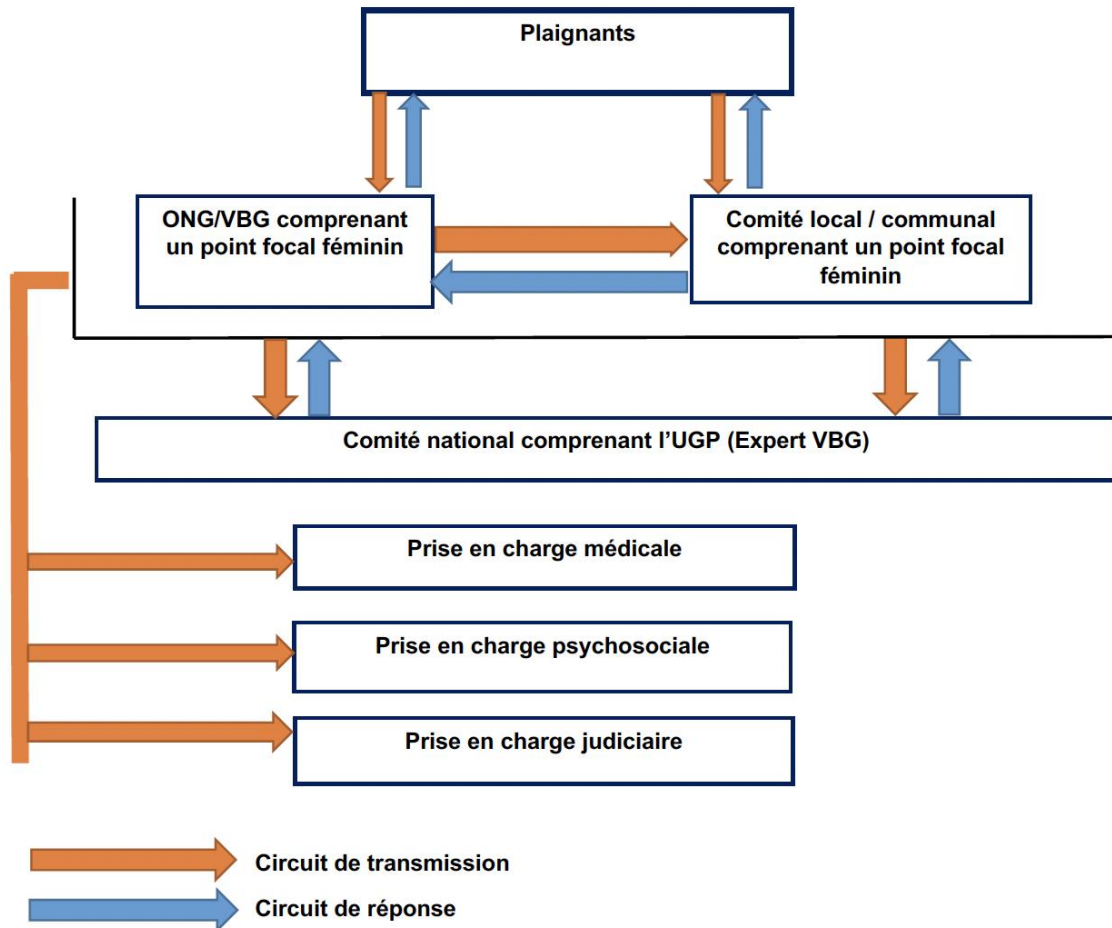 Plaignants
ONG/VBG comprenant
un point focal féminin
Comité local / communal
comprenant un point focal
féminin
Comité national comprenant l’UGP (Expert VBG)
Prise en charge médicale
Prise en charge psychosociale
Prise en charge judiciaire
Circuit de transmission
Circuit de réponse